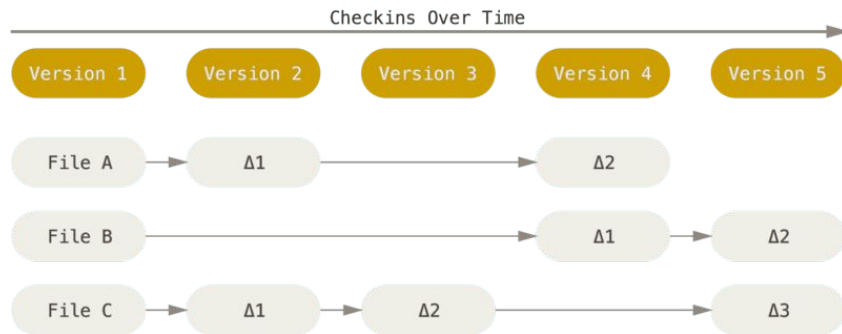 Checkins Over Time
Version 1 Version 2 Version 3 Version 4 Version 5
File A Δ1 Δ2
File B Δ1 Δ2
File C Δ1 Δ2 Δ3